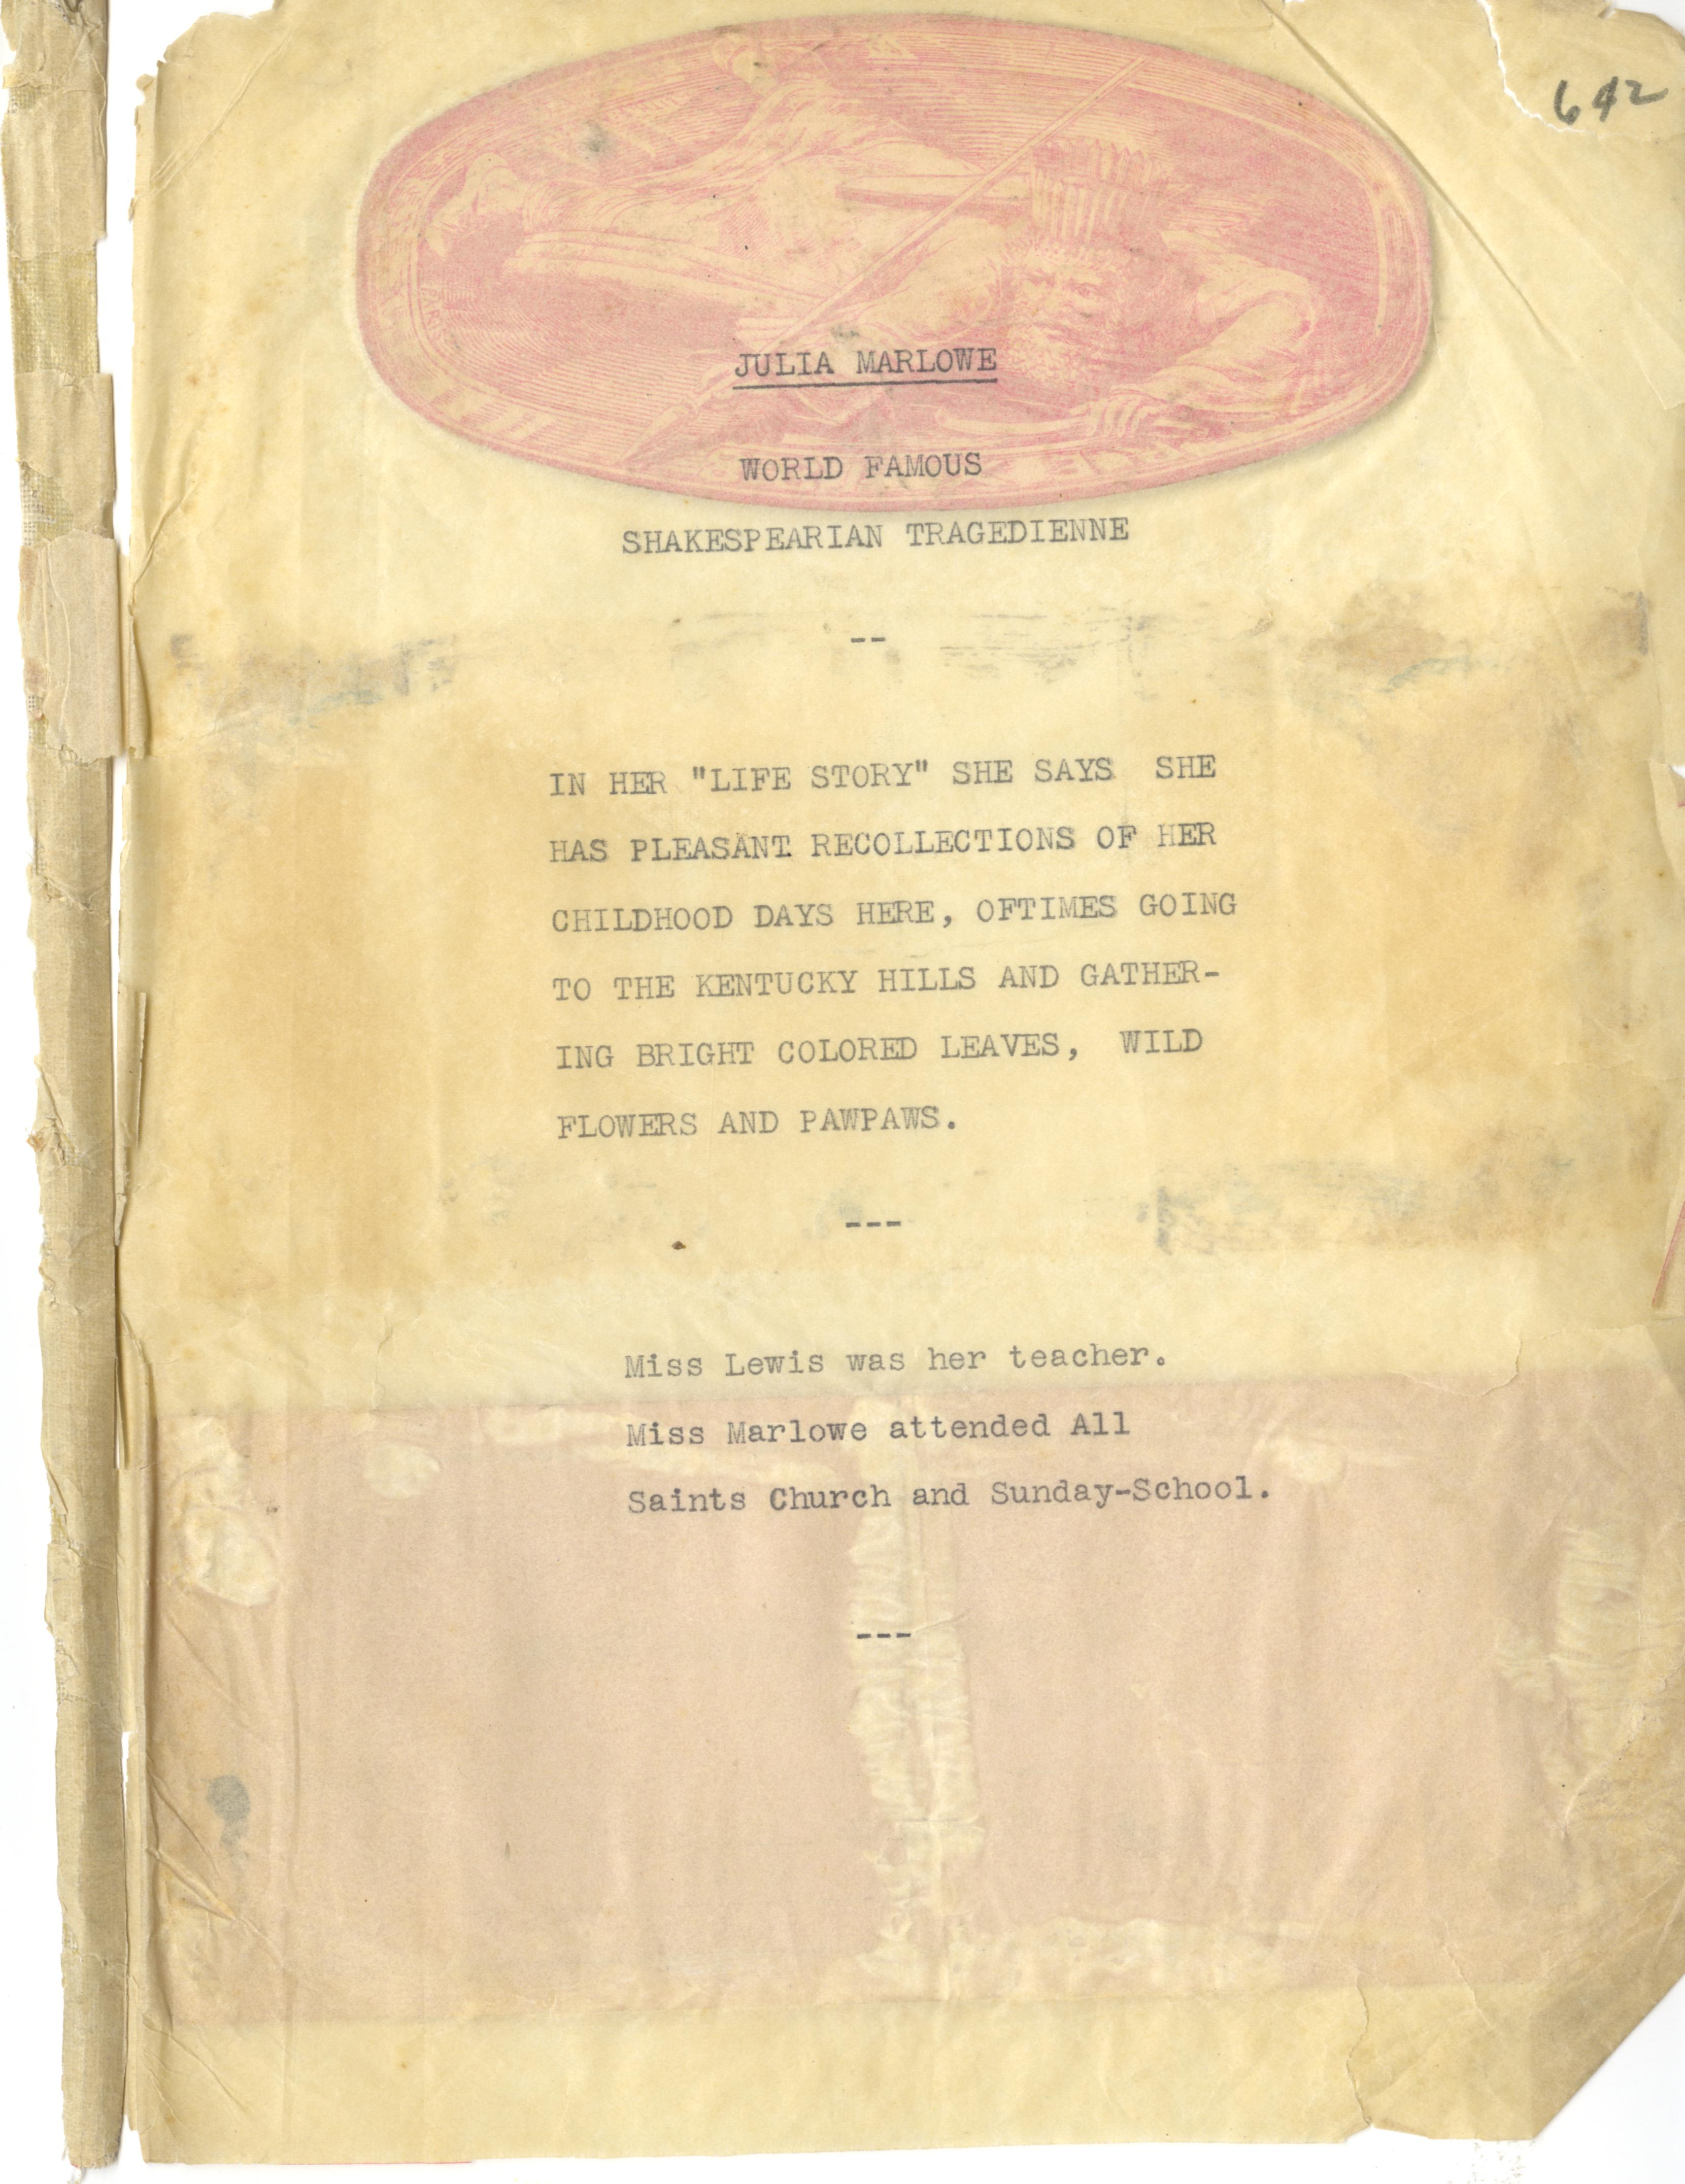 642
JULIA MARLOWE
WORLD FAMOUS
SHAKESPEARIAN TRAGEDIENNE
--
IN HER "LIFE STORY" SHE SAYS SHE
HAS PLEASANT RECOLLECTIONS OF HER
CHILDHOOD DAYS HERE, OFTIMES GOING
TO THE KENTUCKY HILLS AND GATHER-
ING BRIGHT COLORED LEAVES, WILD
FLOWERS AND PAWPAWS.
---
Miss Lewis was her teacher.
Miss Marlowe attended All
Saints Church and Sunday-School.
---